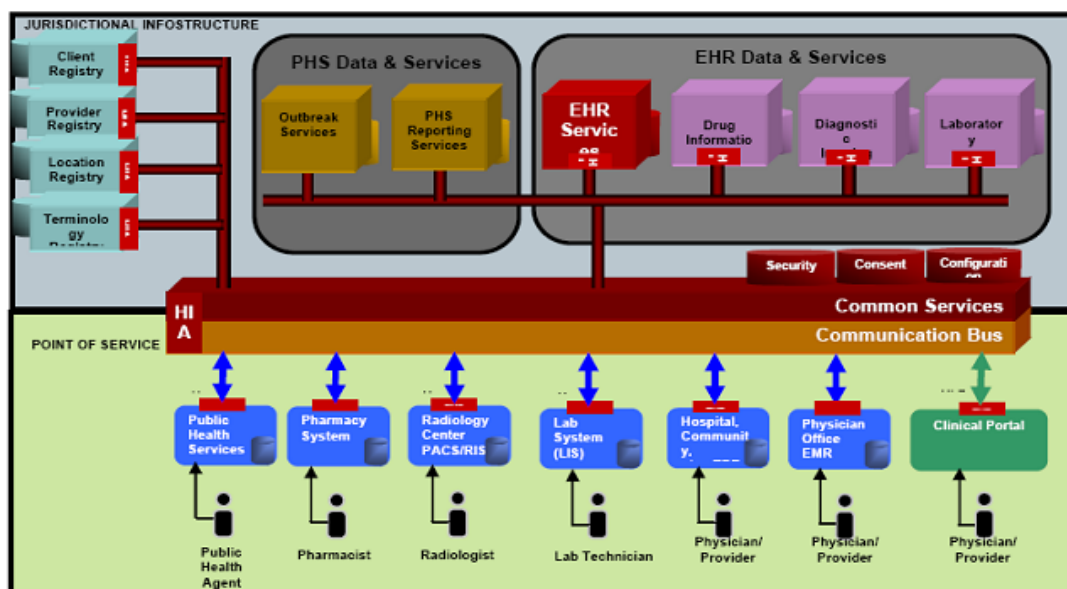 JURISDICTIONAL INFOSTRUCTURE
Client
Registry
Provider
Registry
Location
Registry
Terminolo
gy
PHS Data & Services
Outbreak
Services
PHS
Reporting
Services
EHR Data & Services
EHR
Servic
Drug
Informatio
Diagnosti
c
Laborator
y
Security
Consent
Configurati
on
HI
A
Common Services
Communication Bus
POINT OF SERVICE
Public
Health
Services
Pharmacy
System
Radiology
Center
PACS/RIS
Lab
System
(LIS)
Hospital,
Communit
y,
Physician
Office
EMR
Clinical Portal
Public
Health
Agent
Pharmacist
Radiologist
Lab Technician
Physician/
Provider
Physician/
Provider
Physician/
Provider